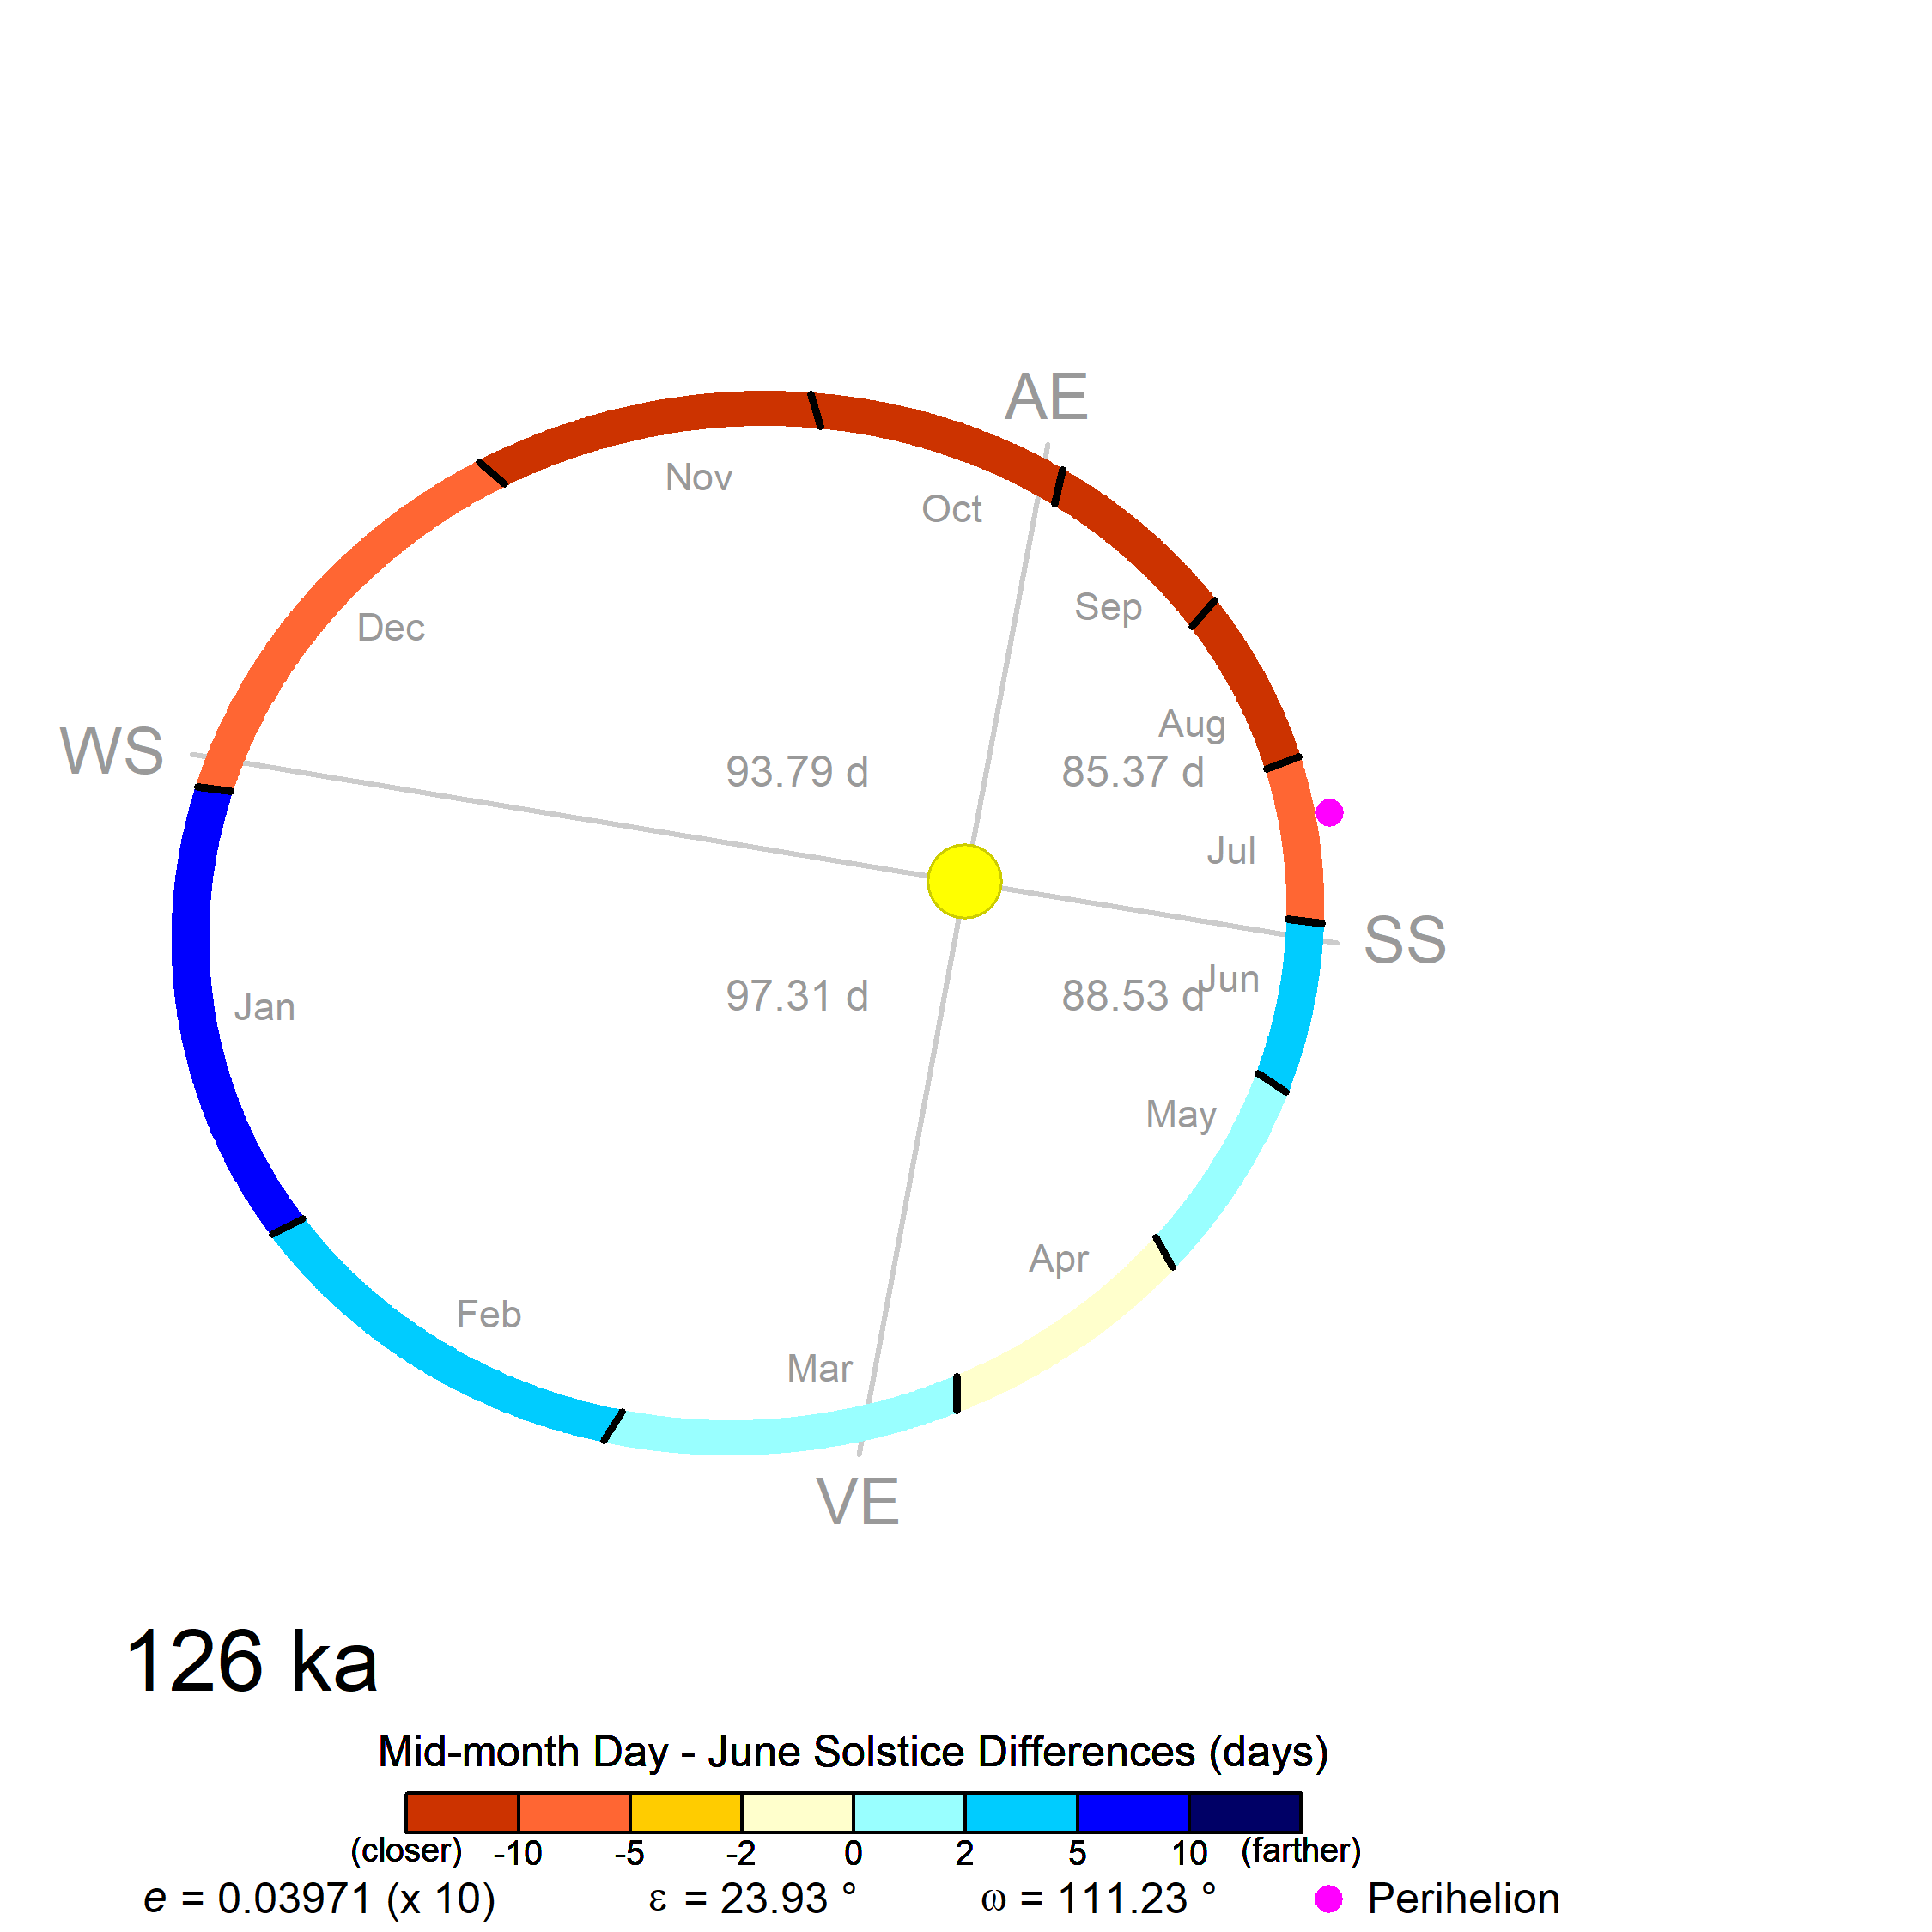 AE
Nov
Oct
Sep
Dec
Aug
WS
93.79 d
85.37 d
Jul
SS
Jun
97.31 d
88.53 d
Jan
May
Apr
Feb
Mar
VE
126 ka
Mid-month Day - June Solstice Differences (days)
(closer) -10 -5 -2 0 2 5 10 (farther)
e = 0.03971 (x 10) ε = 23.93 ° ω = 111.23 ° Perihelion